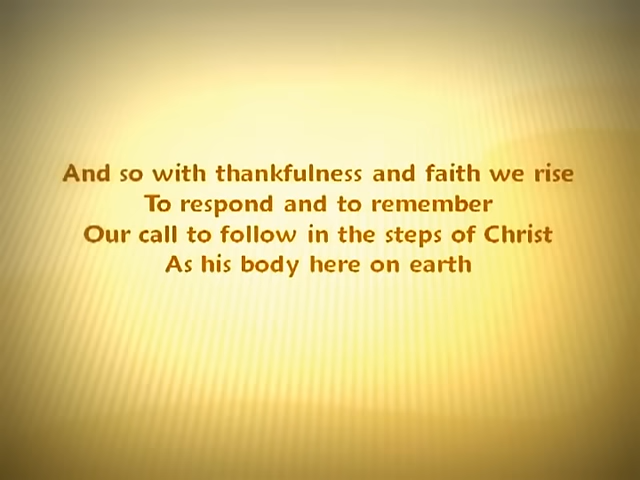 And so with thankfulness and faith we rise
To respond and to remember
Our call to follow in the steps of Christ
As his body here on earth